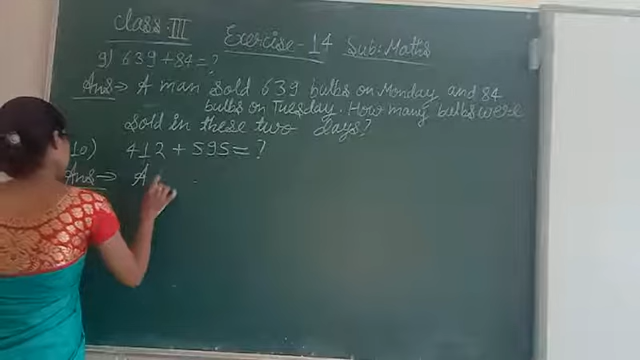 Class III Exercise-14 Sub: Maths
9) 639 + 84 = ?
Ans⇒ A man sold 639 bulbs on Monday and 84
bulbs on Tuesday. How many bulbs were
Sold in these two days?
10) 412 + 595 = ?
Ans⇒ A